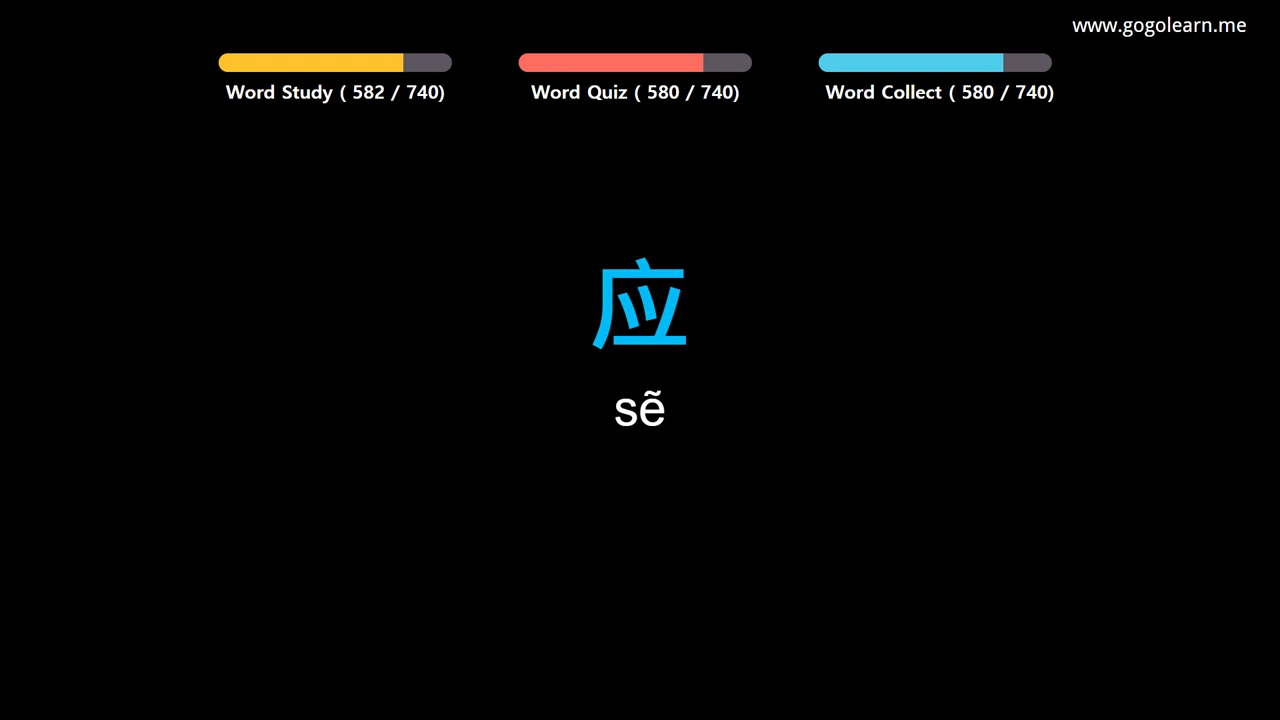 www.gogolearn.me
Word Study ( 582 / 740)
Word Quiz ( 580 / 740)
Word Collect ( 580 / 740)
应
sẽ